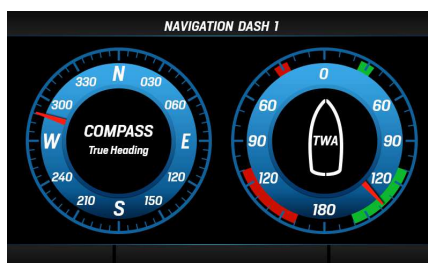 NAVIGATION DASH 1
N
330 030
300 060
COMPASS
True Heading
W E
240 120
210 150
S
0
60 60
90 TWA 90
120 120
180